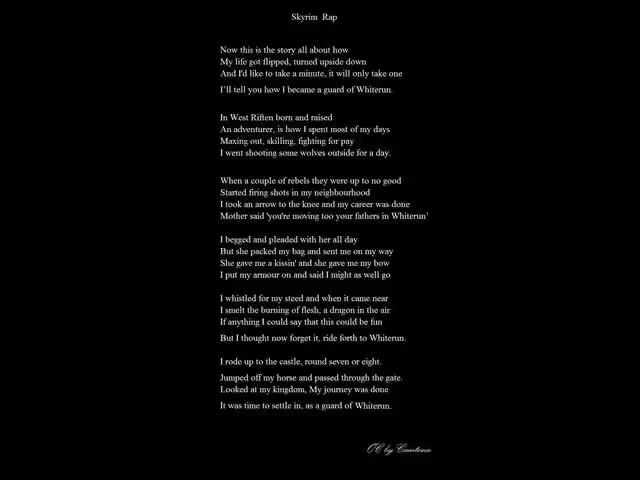 Skyrim Rap
Now this is the story all about how
My life got flipped, turned upside down
And I'd like to take a minute, it will only take one
I'll tell you how I became a guard of Whiterun.
In West Riften born and raised
An adventurer, is how I spent most of my days
Maxing out, skilling, fighting for pay
I went shooting some wolves outside for a day.
When a couple of rebels they were up to no good
Started firing shots in my neighbourhood
I took an arrow to the knee and my career was done
Mother said 'you're moving too your fathers in Whiterun'
I begged and pleaded with her all day
But she packed my bag and sent me on my way
She gave me a kissin' and she gave me my bow
I put my armour on and said I might as well go
I whistled for my steed and when it came near
I smelt the burning of flesh, a dragon in the air
If anything I could say that this could be fun
But I thought now forget it, ride forth to Whiterun.
I rode up to the castle, round seven or eight.
Jumped off my horse and passed through the gate.
Looked at my kingdom, My journey was done
It was time to settle in, as a guard of Whiterun.
OC by